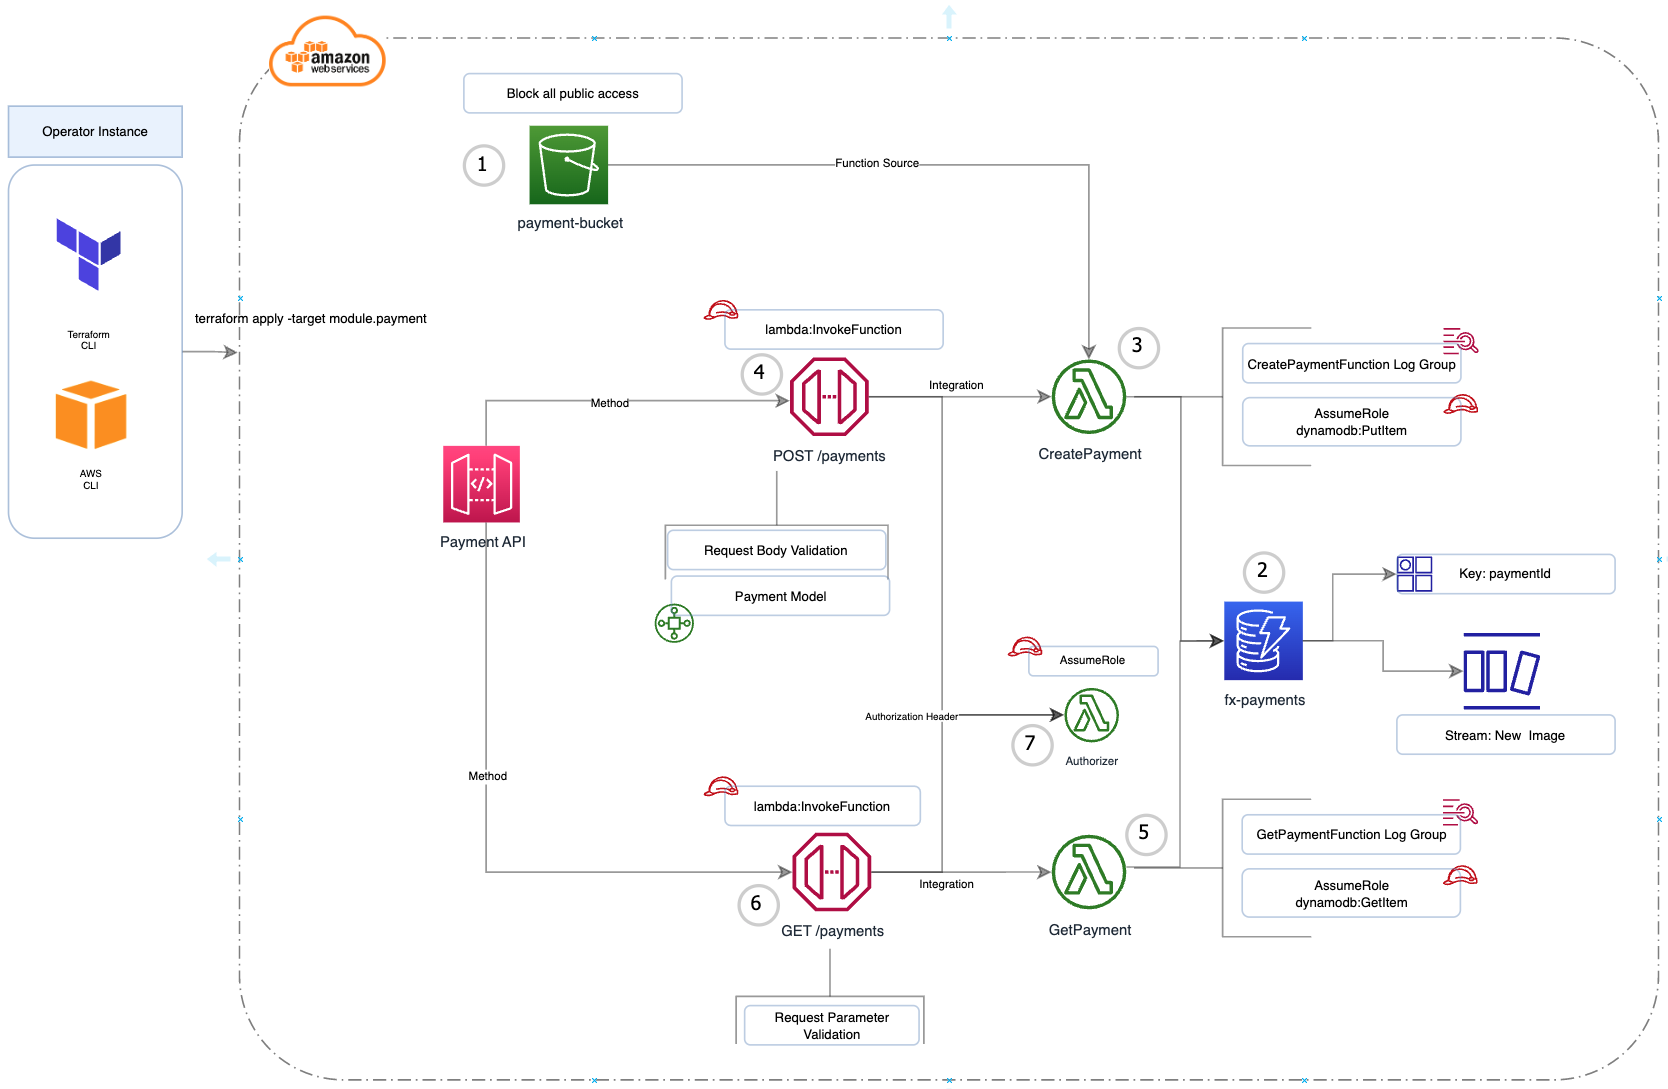 amazon
web services
Block all public access
Operator Instance
1
Function Source
payment-bucket
terraform apply -target module.payment
Terraform
CLI
AWS
CLI
lambda:InvokeFunction
4
Method
Integration
POST /payments
3
CreatePayment
CreatePaymentFunction Log Group
AssumeRole
dynamodb:PutItem
</>
Payment API
Request Body Validation
Payment Model
2
fx-payments
Key: paymentId
Stream: New  Image
AssumeRole
Authorization Header
7
Authorizer
Method
lambda:InvokeFunction
6
Integration
GET /payments
5
GetPayment
GetPaymentFunction Log Group
AssumeRole
dynamodb:GetItem
Request Parameter
Validation